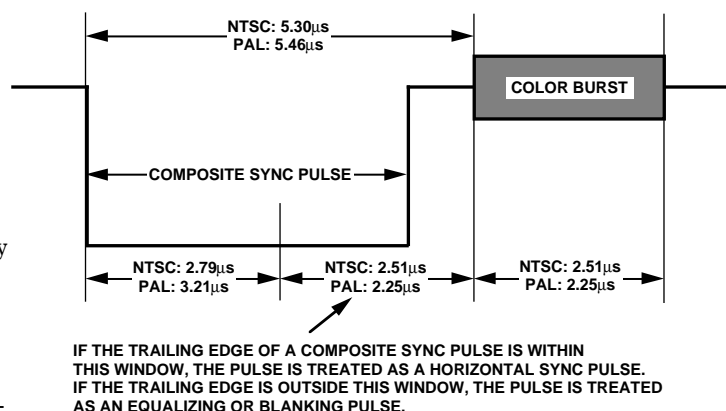 NTSC: 5.30µs
PAL: 5.46µs
COLOR BURST
COMPOSITE SYNC PULSE
y
NTSC: 2.79µs
PAL: 3.21µs
NTSC: 2.51µs
PAL: 2.25µs
NTSC: 2.51µs
PAL: 2.25µs
IF THE TRAILING EDGE OF A COMPOSITE SYNC PULSE IS WITHIN
THIS WINDOW, THE PULSE IS TREATED AS A HORIZONTAL SYNC PULSE.
IF THE TRAILING EDGE IS OUTSIDE THIS WINDOW, THE PULSE IS TREATED
AS AN EQUALIZING OR BLANKING PULSE.